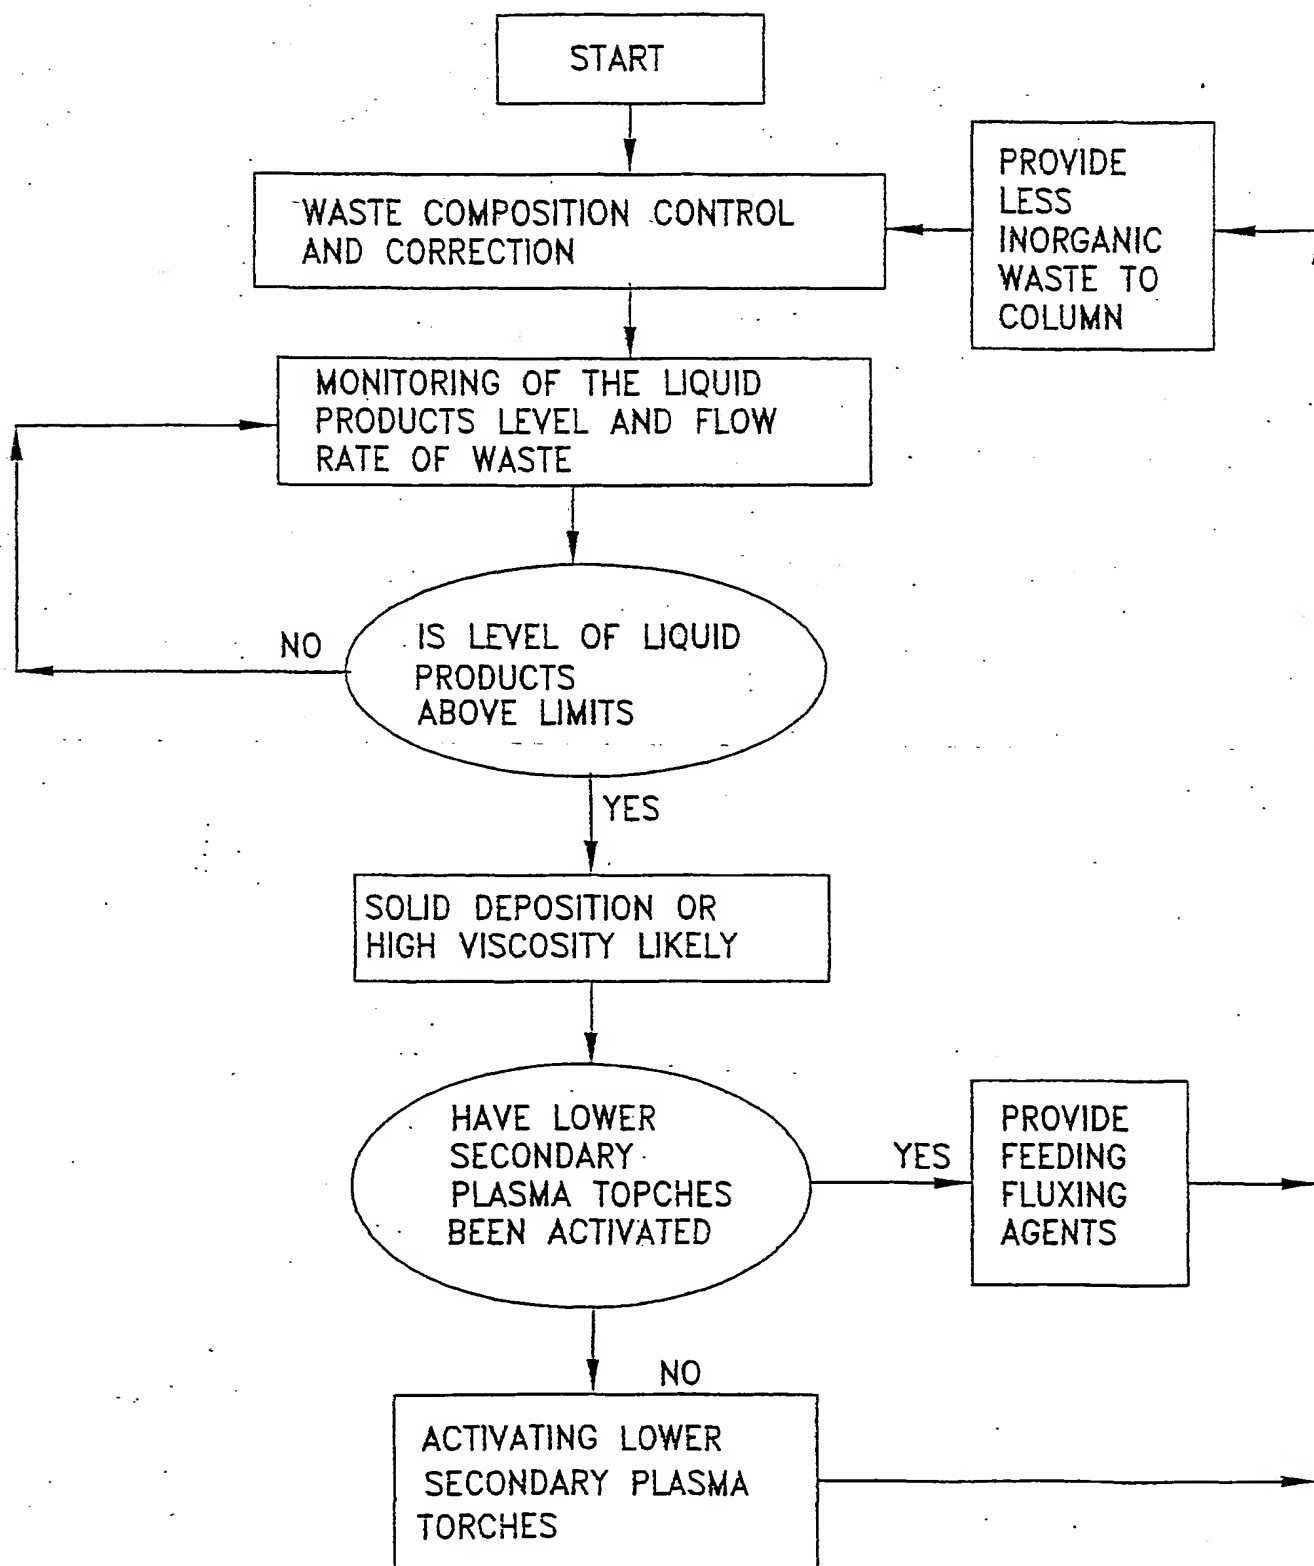 START
WASTE COMPOSITION CONTROL
AND CORRECTION
PROVIDE
LESS
INORGANIC
WASTE TO
COLUMN
MONITORING OF THE LIQUID
PRODUCTS LEVEL AND FLOW
RATE OF WASTE
NO
IS LEVEL OF LIQUID
PRODUCTS
ABOVE LIMITS
YES
SOLID DEPOSITION OR
HIGH VISCOSITY LIKELY
HAVE LOWER
SECONDARY
PLASMA TOPCHES
BEEN ACTIVATED
YES
PROVIDE
FEEDING
FLUXING
AGENTS
NO
ACTIVATING LOWER
SECONDARY PLASMA
TORCHES